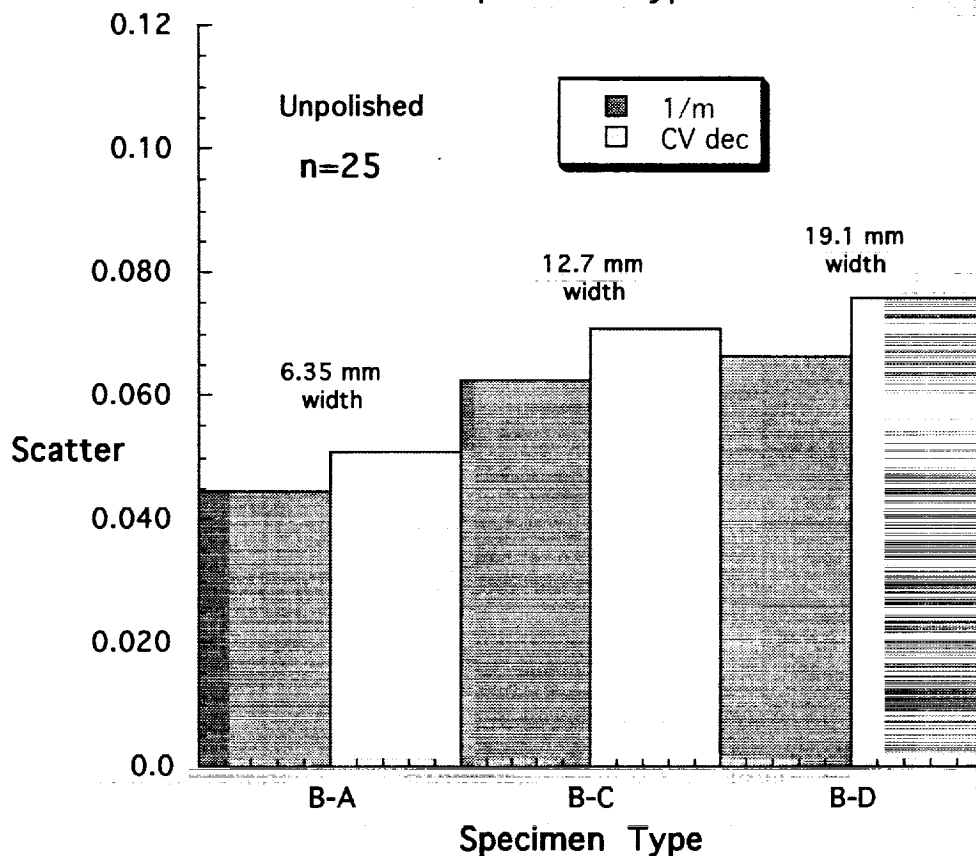 0.12
0.10
0.080
0.060
0.040
0.020
0.0
Scatter
Unpolished
n=25
1/m
CV dec
6.35 mm
width
12.7 mm
width
19.1 mm
width
B-A
B-C
B-D
Specimen Type